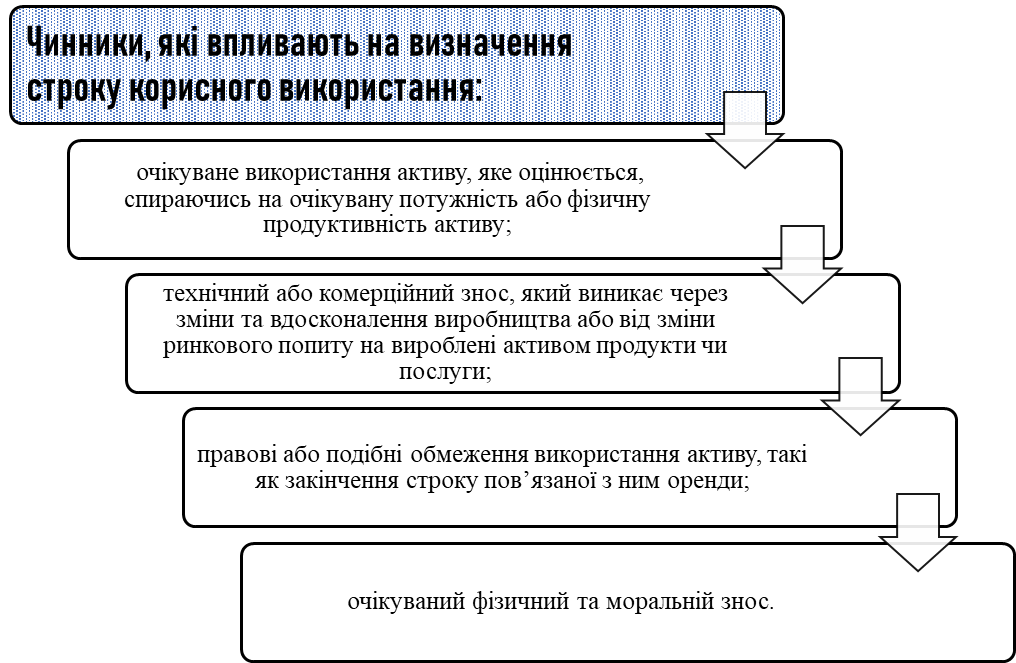 Чинники, які впливають на визначення
строку корисного використання:
очікуване використання активу, яке оцінюється,
спираючись на очікувану потужність або фізичну
продуктивність активу;
технічний або комерційний знос, який виникає через
зміни та вдосконалення виробництва або від зміни
ринкового попиту на вироблені активом продукти чи
послуги;
правові або подібні обмеження використання активу, такі
як закінчення строку пов’язаної з ним оренди;
очікуваний фізичний та моральній знос.